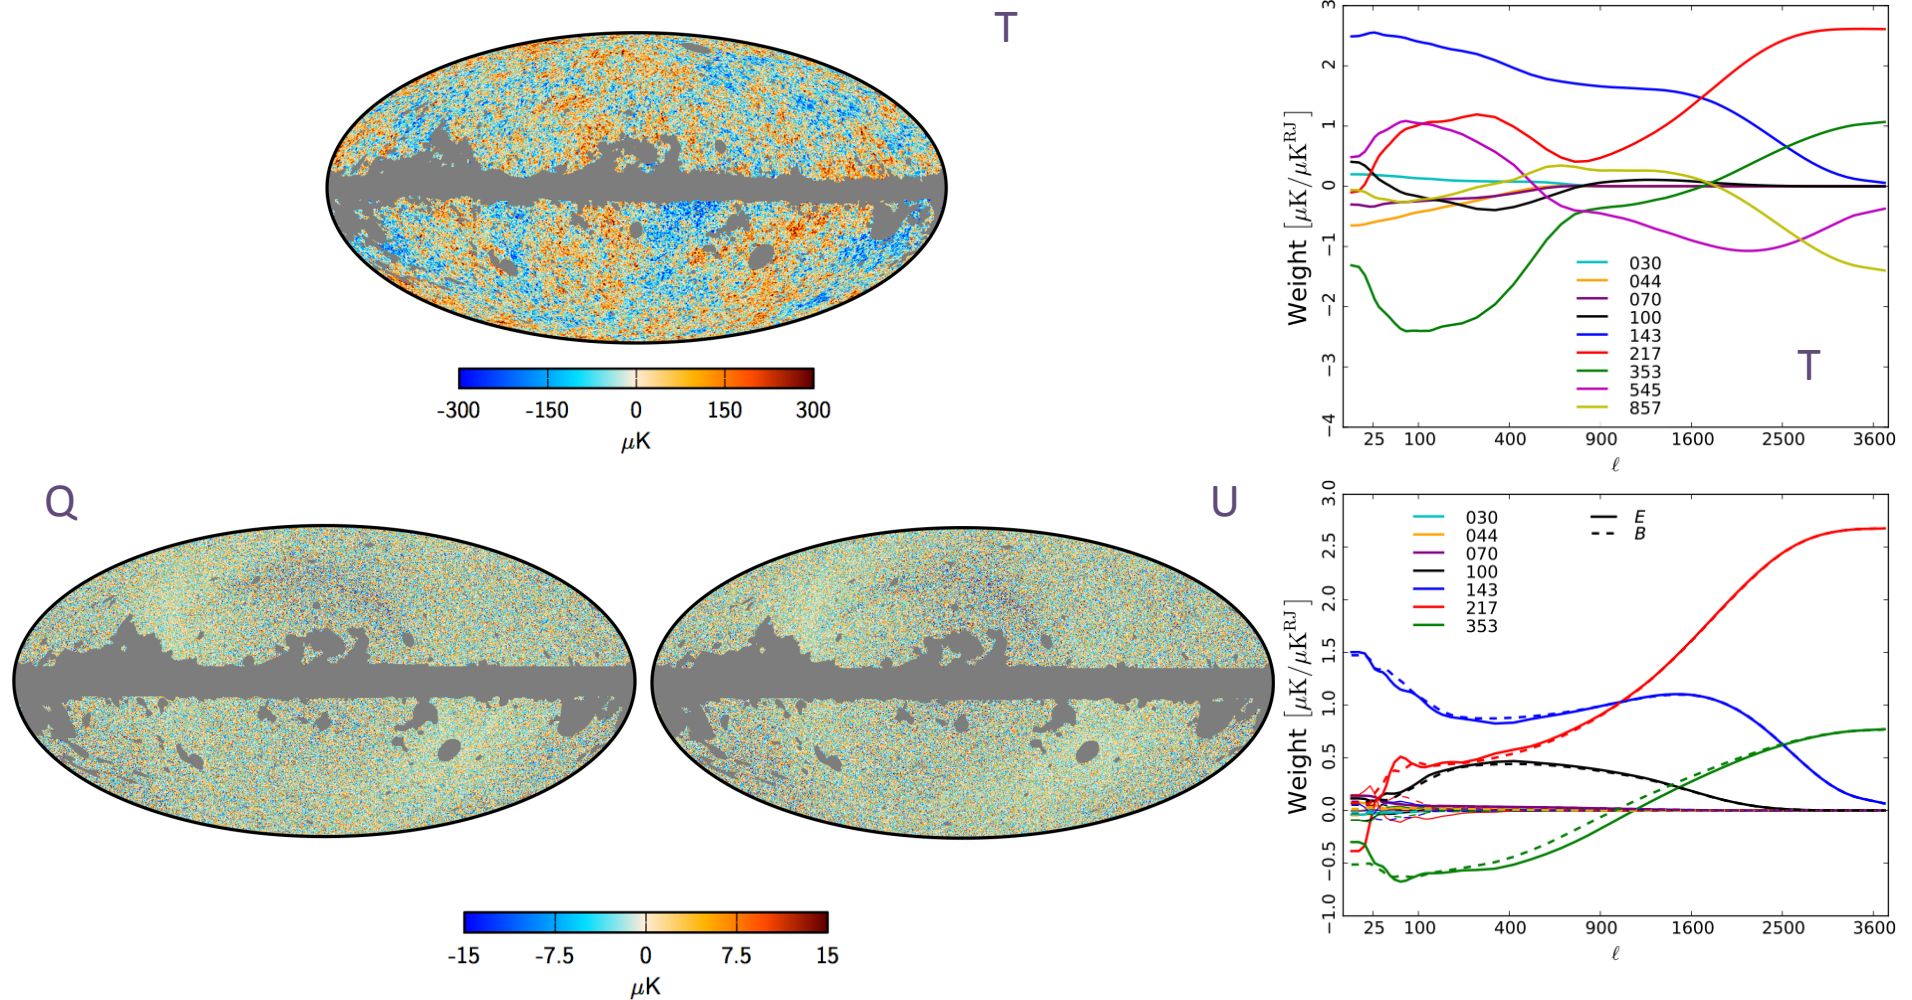 T
-300 -150 0 150 300
μK
Q
U
-15 -7.5 0 7.5 15
μK
3
2
1
0
−1
−2
−3
−4
Weight [μK/μK^RJ]
030
044
070
100
143
217
353
545
857
T
25 100 400 900 1600 2500 3600
ℓ
3.0
2.5
2.0
1.5
1.0
0.5
0.0
−0.5
−1.0
Weight [μK/μK^RJ]
030
044
070
100
143
217
353
E
B
25 100 400 900 1600 2500 3600
ℓ